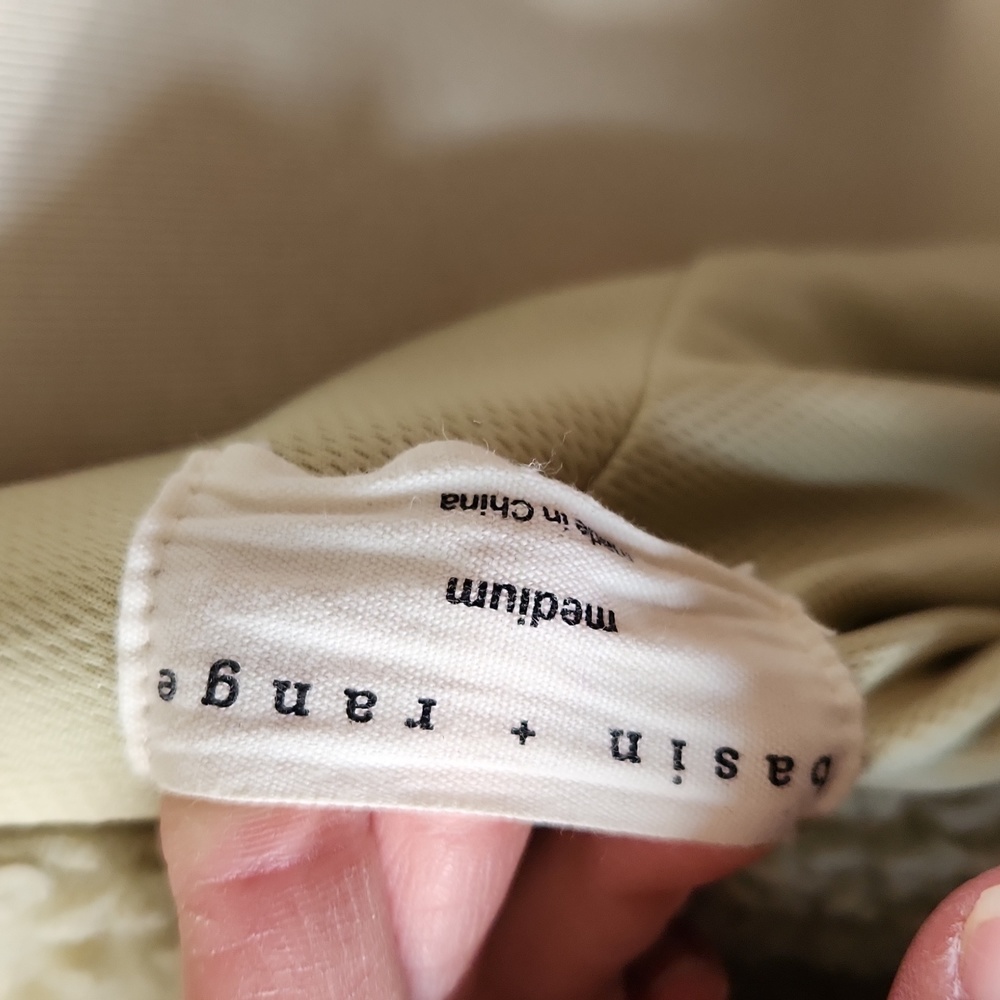 basin + range
medium
made in China